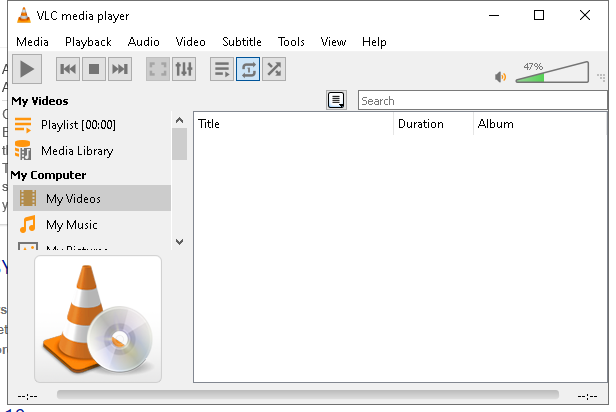 VLC media player
Media Playback Audio Video Subtitle Tools View Help
47%
My Videos
Search
Playlist [00:00]
Title Duration Album
Media Library
My Computer
My Videos
My Music
My Pictures
--:-- --:--